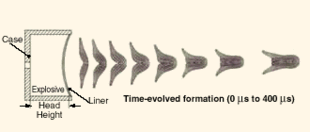 Case
Explosive
Liner
Head
Height
Time-evolved formation (0 µs to 400 µs)